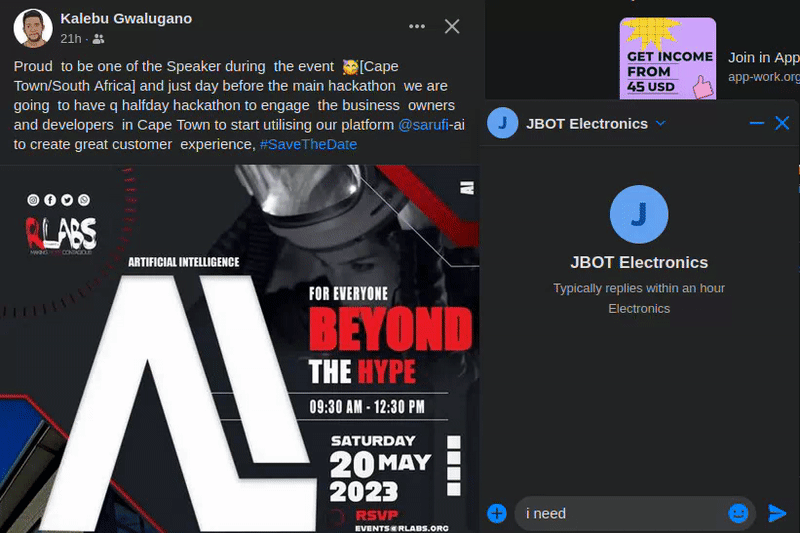 Kalebu Gwalugano
21h ·
Proud to be one of the Speaker during the event 🥳[Cape
Town/South Africa] and just day before the main hackathon we are
going to have q halfday hackathon to engage the business owners
and developers in Cape Town to start utilising our platform @sarufi-ai
to create great customer experience, #SaveTheDate
RLABS
ARTIFICIAL INTELLIGENCE
AI
FOR EVERYONE
BEYOND
THE HYPE
09:30 AM - 12:30 PM
SATURDAY
20 MAY
2023
RSVP
EVENTS@RLABS.ORG
GET INCOME
FROM
45 USD
Join in App
app-work.org
J
JBOT Electronics
J
JBOT Electronics
Typically replies within an hour
Electronics
i need